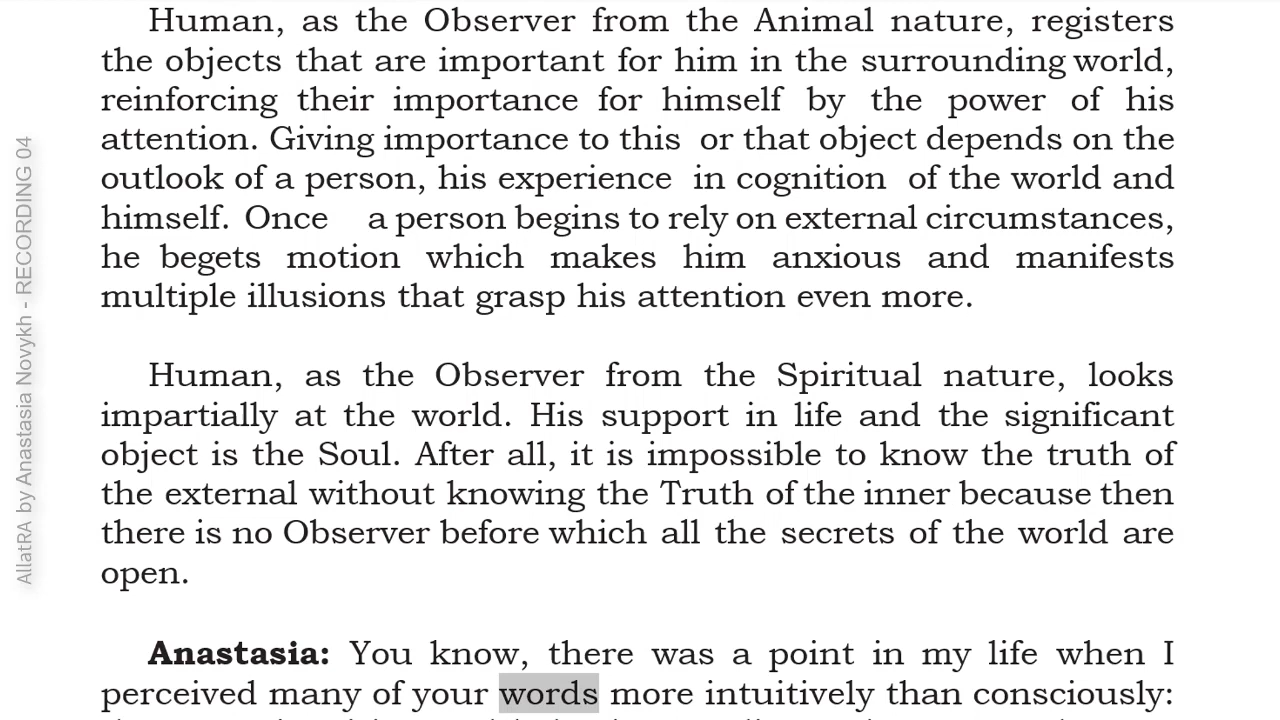 Human, as the Observer from the Animal nature, registers
the objects that are important for him in the surrounding world,
reinforcing their importance for himself by the power of his
attention. Giving importance to this or that object depends on the
outlook of a person, his experience in cognition of the world and
himself. Once a person begins to rely on external circumstances,
he begets motion which makes him anxious and manifests
multiple illusions that grasp his attention even more.
Human, as the Observer from the Spiritual nature, looks
impartially at the world. His support in life and the significant
object is the Soul. After all, it is impossible to know the truth of
the external without knowing the Truth of the inner because then
there is no Observer before which all the secrets of the world are
open.
Anastasia: You know, there was a point in my life when I
perceived many of your words more intuitively than consciously:
AllatRA by Anastasia Novykh - RECORDING 04